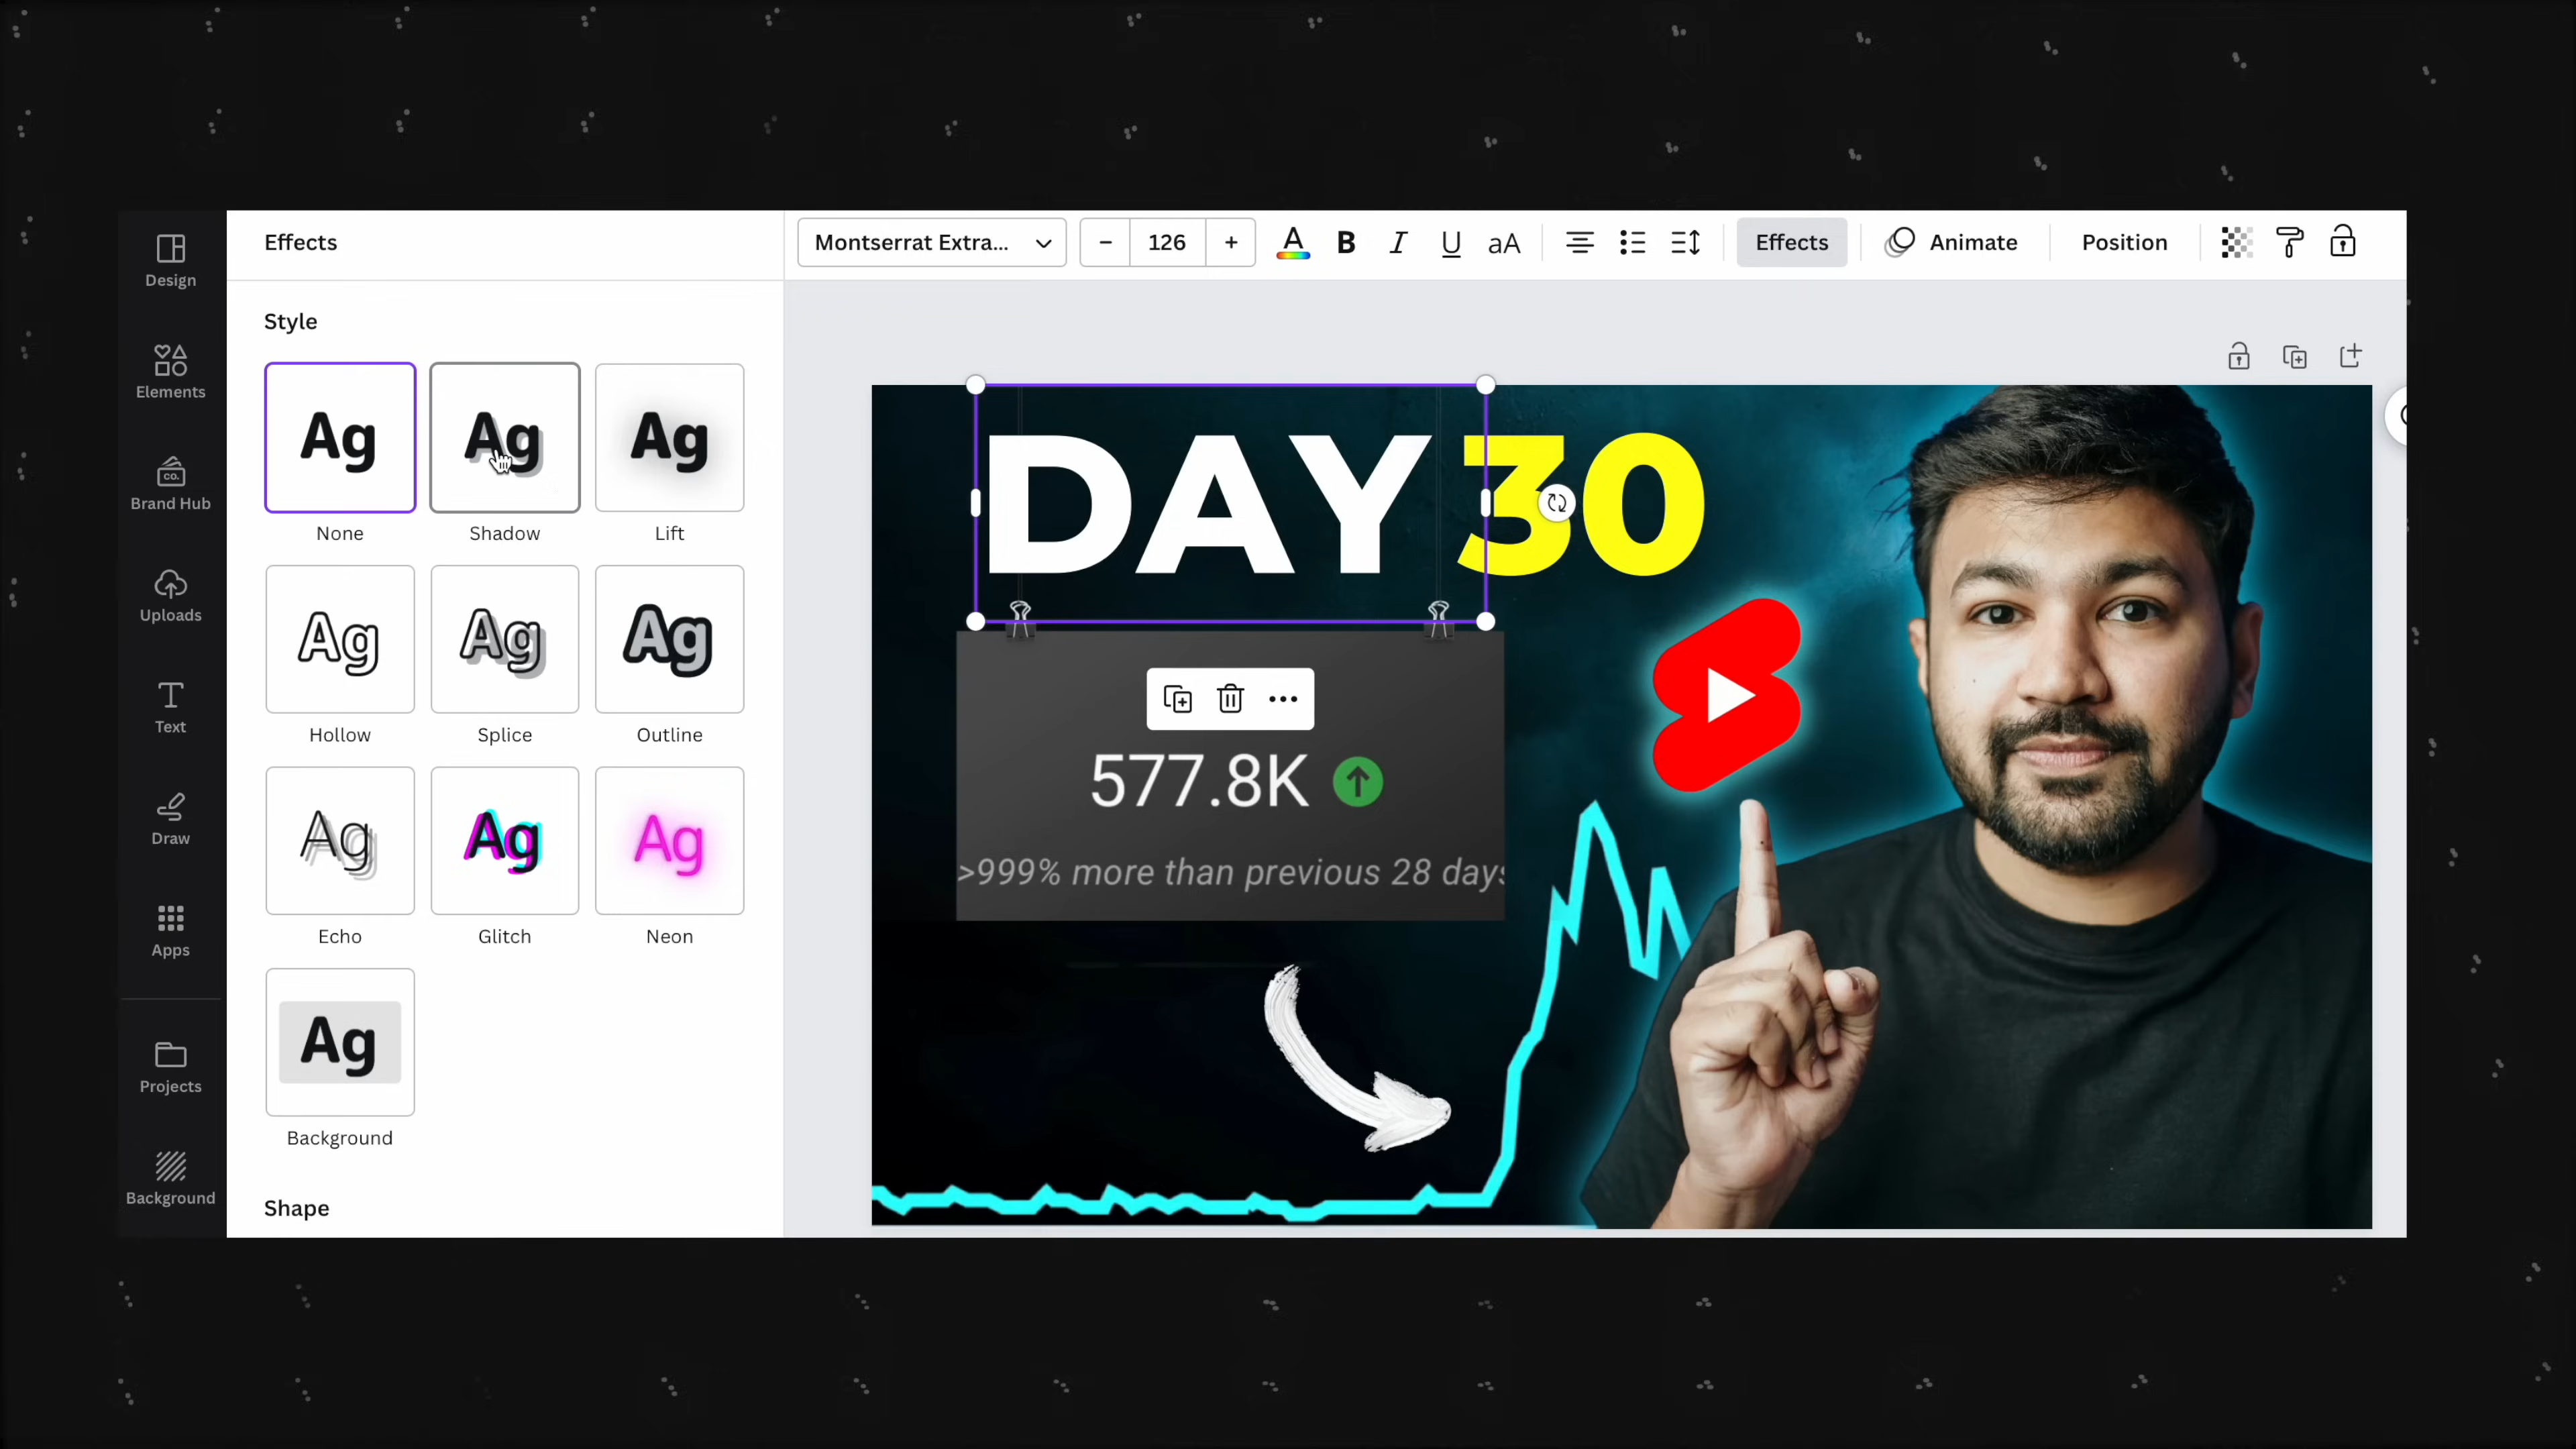 Effects
Montserrat Extra...
− 126 +
A B I U aA
Effects
Animate
Position
Design
Elements
CO.
Brand Hub
Uploads
T
Text
Draw
Apps
Projects
Background
Style
Ag Ag Ag
None Shadow Lift
Ag Ag Ag
Hollow Splice Outline
Ag Ag Ag
Echo Glitch Neon
Ag
Background
Shape
DAY 30
577.8K
>999% more than previous 28 days